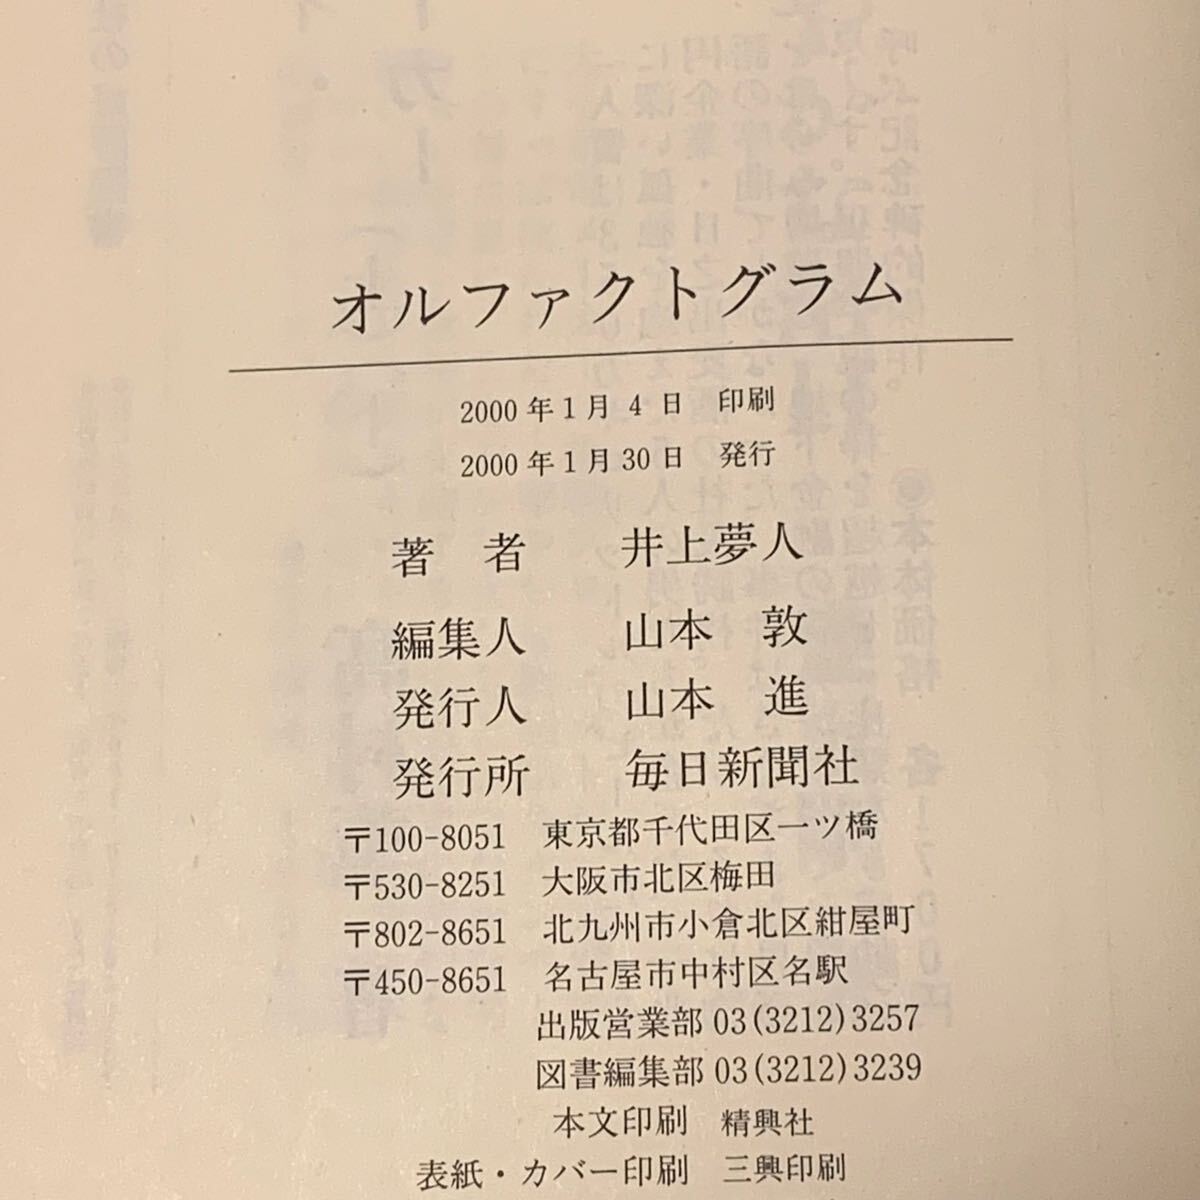 オルファクトグラム
2000年1月4日 印刷
2000年1月30日 発行
著者 井上夢人
編集人 山本 敦
発行人 山本 進
発行所 毎日新聞社
〒100-8051 東京都千代田区一ツ橋
〒530-8251 大阪市北区梅田
〒802-8651 北九州市小倉北区紺屋町
〒450-8651 名古屋市中村区名駅
出版営業部 03(3212)3257
図書編集部 03(3212)3239
本文印刷 精興社
表紙・カバー印刷 三興印刷